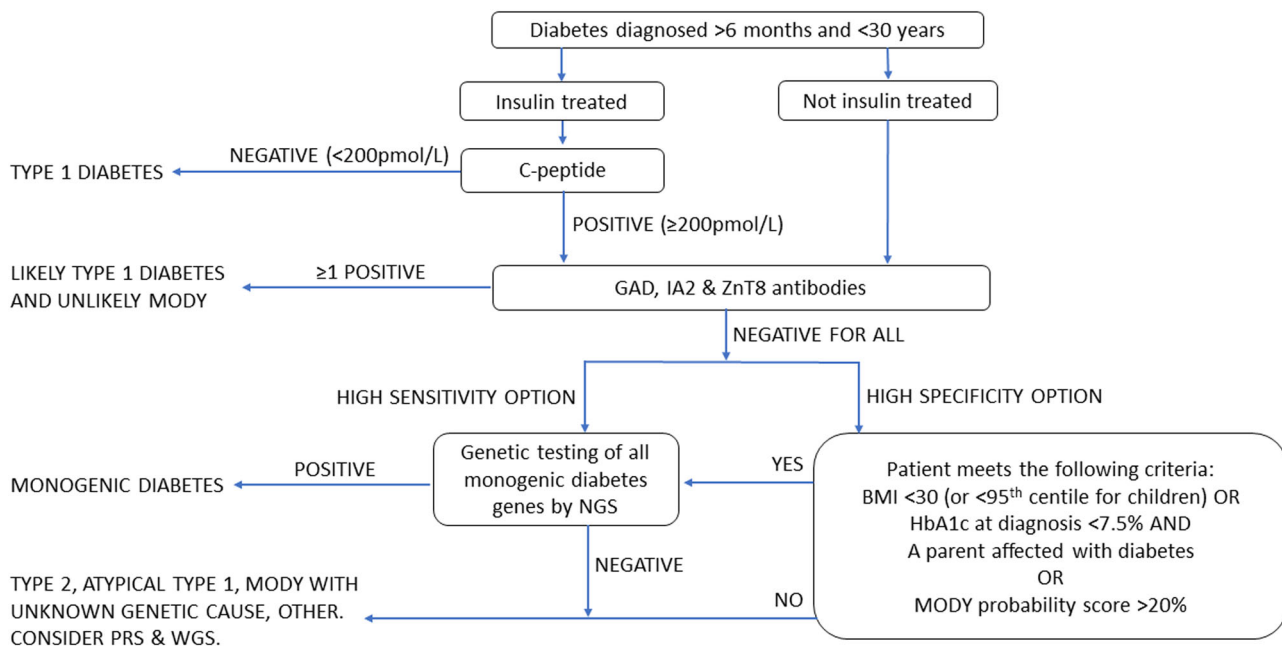 Diabetes diagnosed >6 months and <30 years
Insulin treated
Not insulin treated
NEGATIVE (<200pmol/L)
TYPE 1 DIABETES
C-peptide
POSITIVE (≥200pmol/L)
LIKELY TYPE 1 DIABETES
AND UNLIKELY MODY
≥1 POSITIVE
GAD, IA2 & ZnT8 antibodies
NEGATIVE FOR ALL
HIGH SENSITIVITY OPTION
HIGH SPECIFICITY OPTION
MONOGENIC DIABETES
POSITIVE
Genetic testing of all
monogenic diabetes
genes by NGS
YES
Patient meets the following criteria:
BMI <30 (or <95th centile for children) OR
HbA1c at diagnosis <7.5% AND
A parent affected with diabetes
OR
MODY probability score >20%
NEGATIVE
NO
TYPE 2, ATYPICAL TYPE 1, MODY WITH
UNKNOWN GENETIC CAUSE, OTHER.
CONSIDER PRS & WGS.